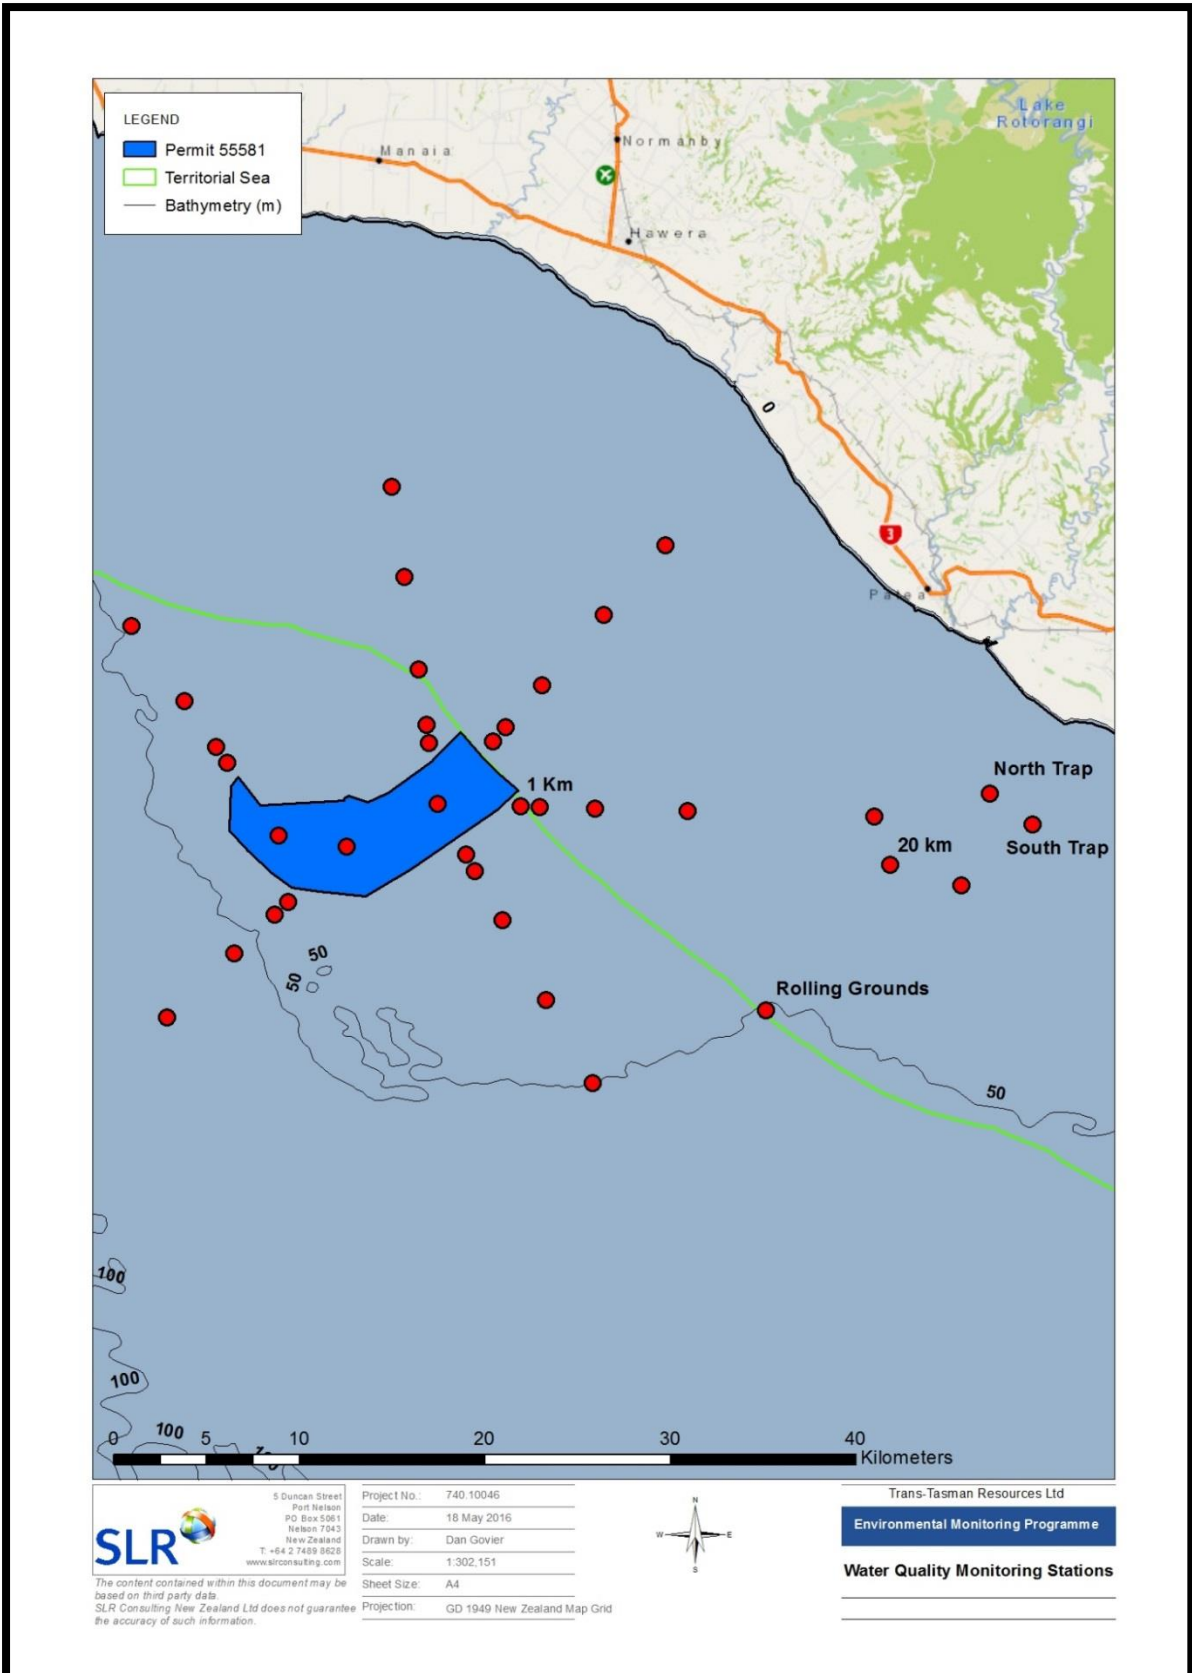 LEGEND
Permit 55581
Territorial Sea
Bathymetry (m)
Manaia
Normanby
Lake
Rotorangi
Hawera
0
3
Patea
1 Km
North Trap
South Trap
20 km
50
50
Rolling Grounds
50
100
100
100
0 5 10 20 30 40
Kilometers
SLR
5 Duncan Street
Port Nelson
PO Box 5061
Nelson 7043
New Zealand
T: +64 2 7489 8628
www.slrconsulting.com
The content contained within this document may be
based on third party data.
SLR Consulting New Zealand Ltd does not guarantee
the accuracy of such information.
Project No.: 740.10046
Date: 18 May 2016
Drawn by: Dan Govier
Scale: 1:302,151
Sheet Size: A4
Projection: GD 1949 New Zealand Map Grid
N
W E
S
Trans-Tasman Resources Ltd
Environmental Monitoring Programme
Water Quality Monitoring Stations